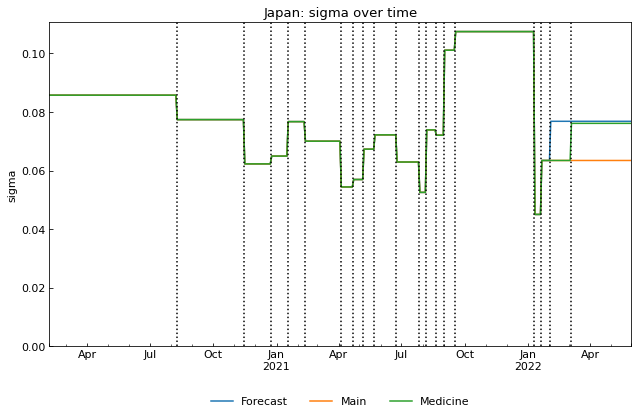 Japan: sigma over time
0.10
0.08
0.06
0.04
0.02
0.00
sigma
Apr Jul Oct Jan Apr Jul Oct Jan Apr
2021 2022
Forecast Main Medicine